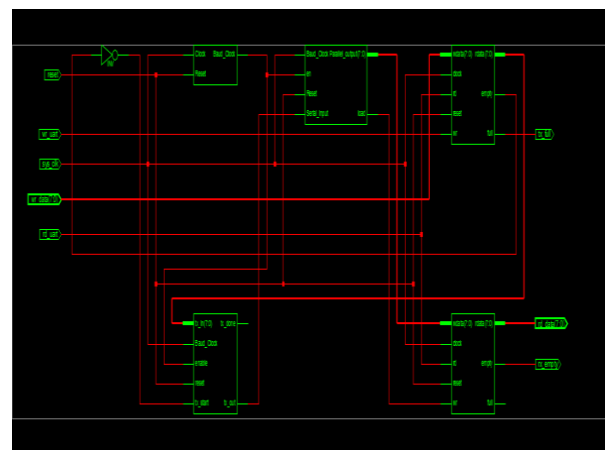 Clock Baud_Clock
Reset
Baud_Clock Parallel_output(7:0)
en
Reset
Serial_Input load
wdata(7:0) rdata(7:0)
clock
rd empty
reset
wr full
reset
wr_uart
sys_clk
wr_data(7:0)
rd_uart
tx_full
tx_in(7:0) tx_done
Baud_Clock
enable
reset
tx_start tx_out
wdata(7:0) rdata(7:0)
clock
rd empty
reset
wr full
rd_data(7:0)
rx_empty